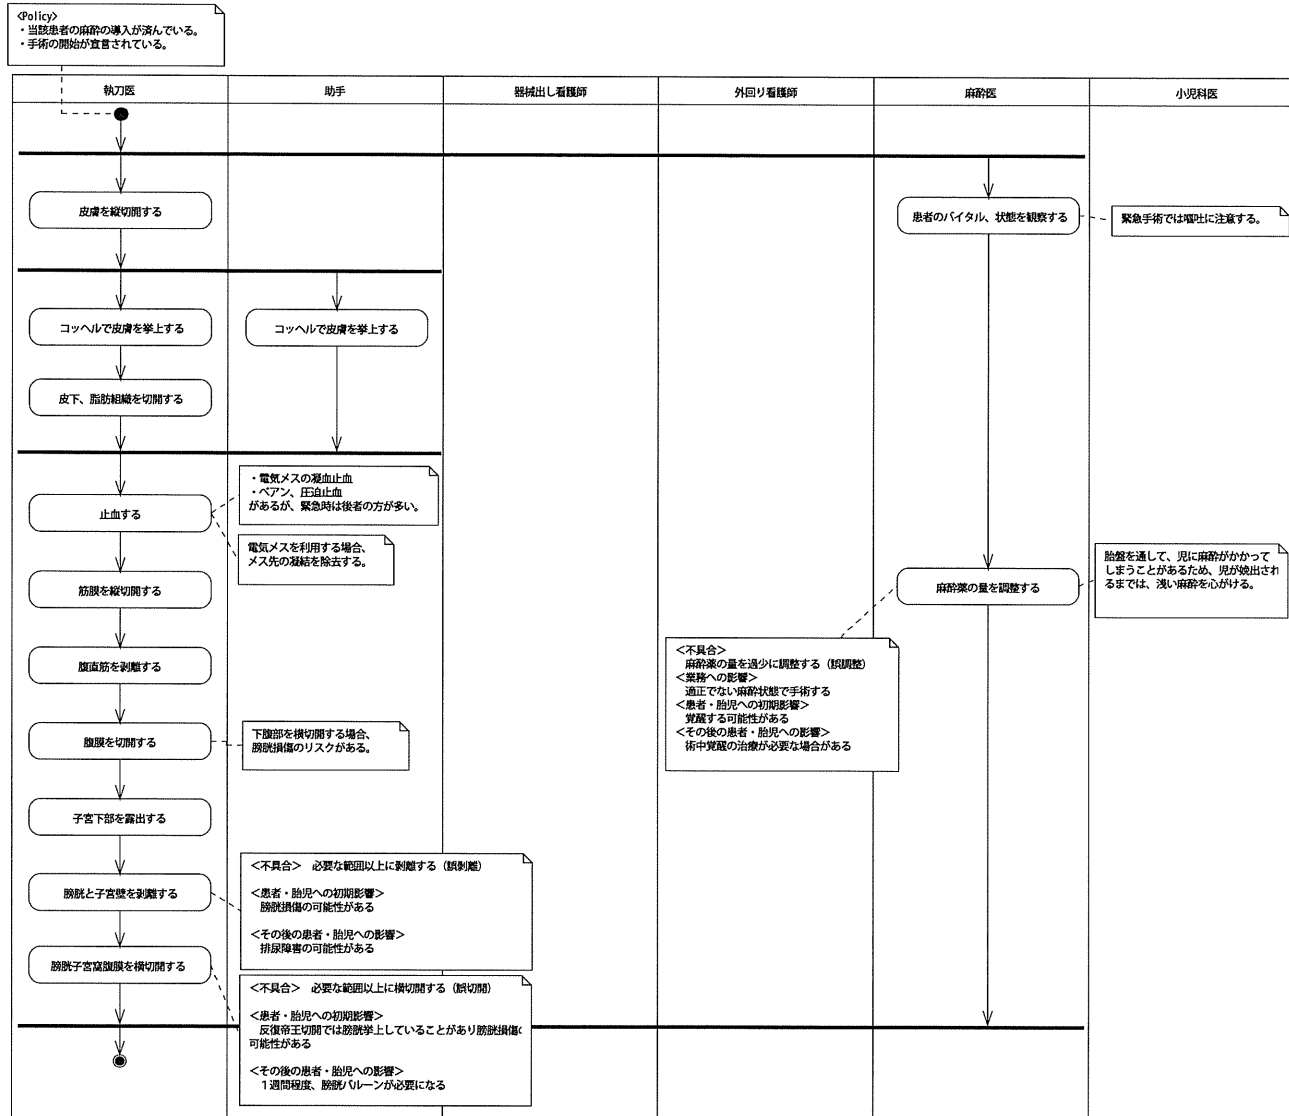 <Policy>
・当該患者の麻酔の導入が済んでいる。
・手術の開始が宣言されている。
執刀医
助手
器械出し看護師
外回り看護師
麻酔医
小児科医
皮膚を縦切開する
患者のバイタル、状態を観察する
緊急手術では嘔吐に注意する。
コッヘルで皮膚を挙上する
コッヘルで皮膚を挙上する
皮下、脂肪組織を切開する
・電気メスの凝血止血
・ペアン、圧迫止血
があるが、緊急時は後者の方が多い。
止血する
電気メスを利用する場合、
メス先の凝結を除去する。
胎盤を通して、児に麻酔がかかって
しまうことがあるため、児が娩出され
るまでは、浅い麻酔を心がける。
筋膜を縦切開する
麻酔薬の量を調整する
腹直筋を剥離する
<不具合>
麻酔薬の量を過少に調整する（誤調整）
<業務への影響>
適正でない麻酔状態で手術する
<患者・胎児への初期影響>
覚醒する可能性がある
<その後の患者・胎児への影響>
術中覚醒の治療が必要な場合がある
腹膜を切開する
下腹部を横切開する場合、
膀胱損傷のリスクがある。
子宮下部を露出する
膀胱と子宮壁を剥離する
<不具合>　必要な範囲以上に剥離する（誤剥離）
<患者・胎児への初期影響>
膀胱損傷の可能性がある
<その後の患者・胎児への影響>
排尿障害の可能性がある
膀胱子宮窩腹膜を横切開する
<不具合>　必要な範囲以上に横切開する（誤切開）
<患者・胎児への初期影響>
反復帝王切開では膀胱挙上していることがあり膀胱損傷
可能性がある
<その後の患者・胎児への影響>
１週間程度、膀胱バルーンが必要になる